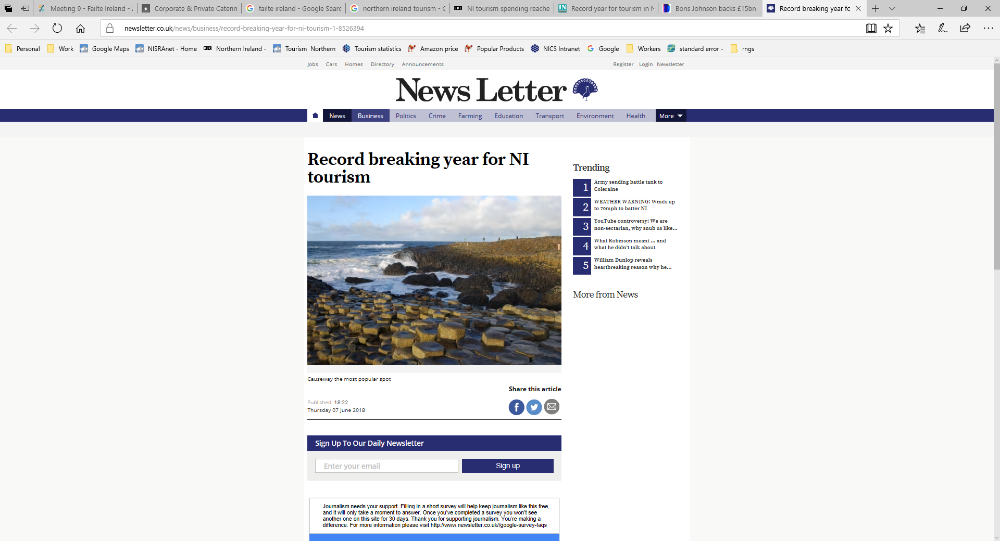 Meeting 9 - Failte Ireland -
Corporate & Private Caterin
failte ireland - Google Searc
northern ireland tourism - G
BBC NI tourism spending reache
IN Record year for tourism in N
Boris Johnson backs £15bn
Record breaking year fo
newsletter.co.uk/news/business/record-breaking-year-for-ni-tourism-1-8526394
Personal Work Google Maps NISRAnet - Home BBC Northern Ireland - Tourism Northern Tourism statistics Amazon price Popular Products NICS Intranet Google Workers standard error - rngs
Jobs Cars Homes Directory Announcements Register Login Newsletter
News Letter
News Business Politics Crime Farming Education Transport Environment Health More
Record breaking year for NI
tourism
Causeway the most popular spot
Share this article
Published: 18:22
Thursday 07 June 2018
Sign Up To Our Daily Newsletter
Enter your email Sign up
Journalism needs your support. Filling in a short survey will help keep journalism like this free,
and it will only take a moment to answer. Once you've completed a survey you won't see
another one on this site for 30 days. Thank you for supporting journalism. You're making a
difference. For more information please visit http://www.newsletter.co.uk//google-survey-faqs
Trending
1 Army sending battle tank to
Coleraine
2 WEATHER WARNING: Winds up
to 70mph to batter NI
3 YouTube controversy: We are
non-sectarian, why snub us like...
4 What Robinson meant ... and
what he didn't talk about
5 William Dunlop reveals
heartbreaking reason why he...
More from News